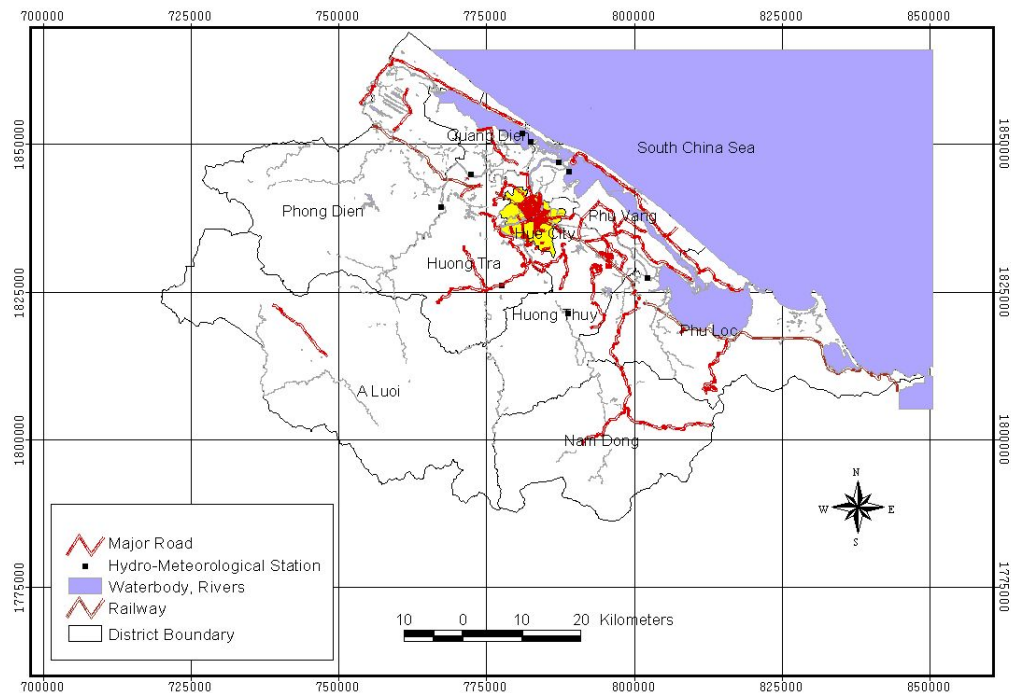 700000 725000 750000 775000 800000 825000 850000
1850000 1850000
Quang Dien
South China Sea
Phong Dien
Phu Vang
Hue City
Huong Tra
1825000 1825000
Huong Thuy
Phu Loc
A Luoi
1800000 1800000
Nam Dong
N
W E
S
Major Road
Hydro-Meteorological Station
Waterbody, Rivers
Railway
District Boundary
1775000 1775000
10 0 10 20 Kilometers
700000 725000 750000 775000 800000 825000 850000